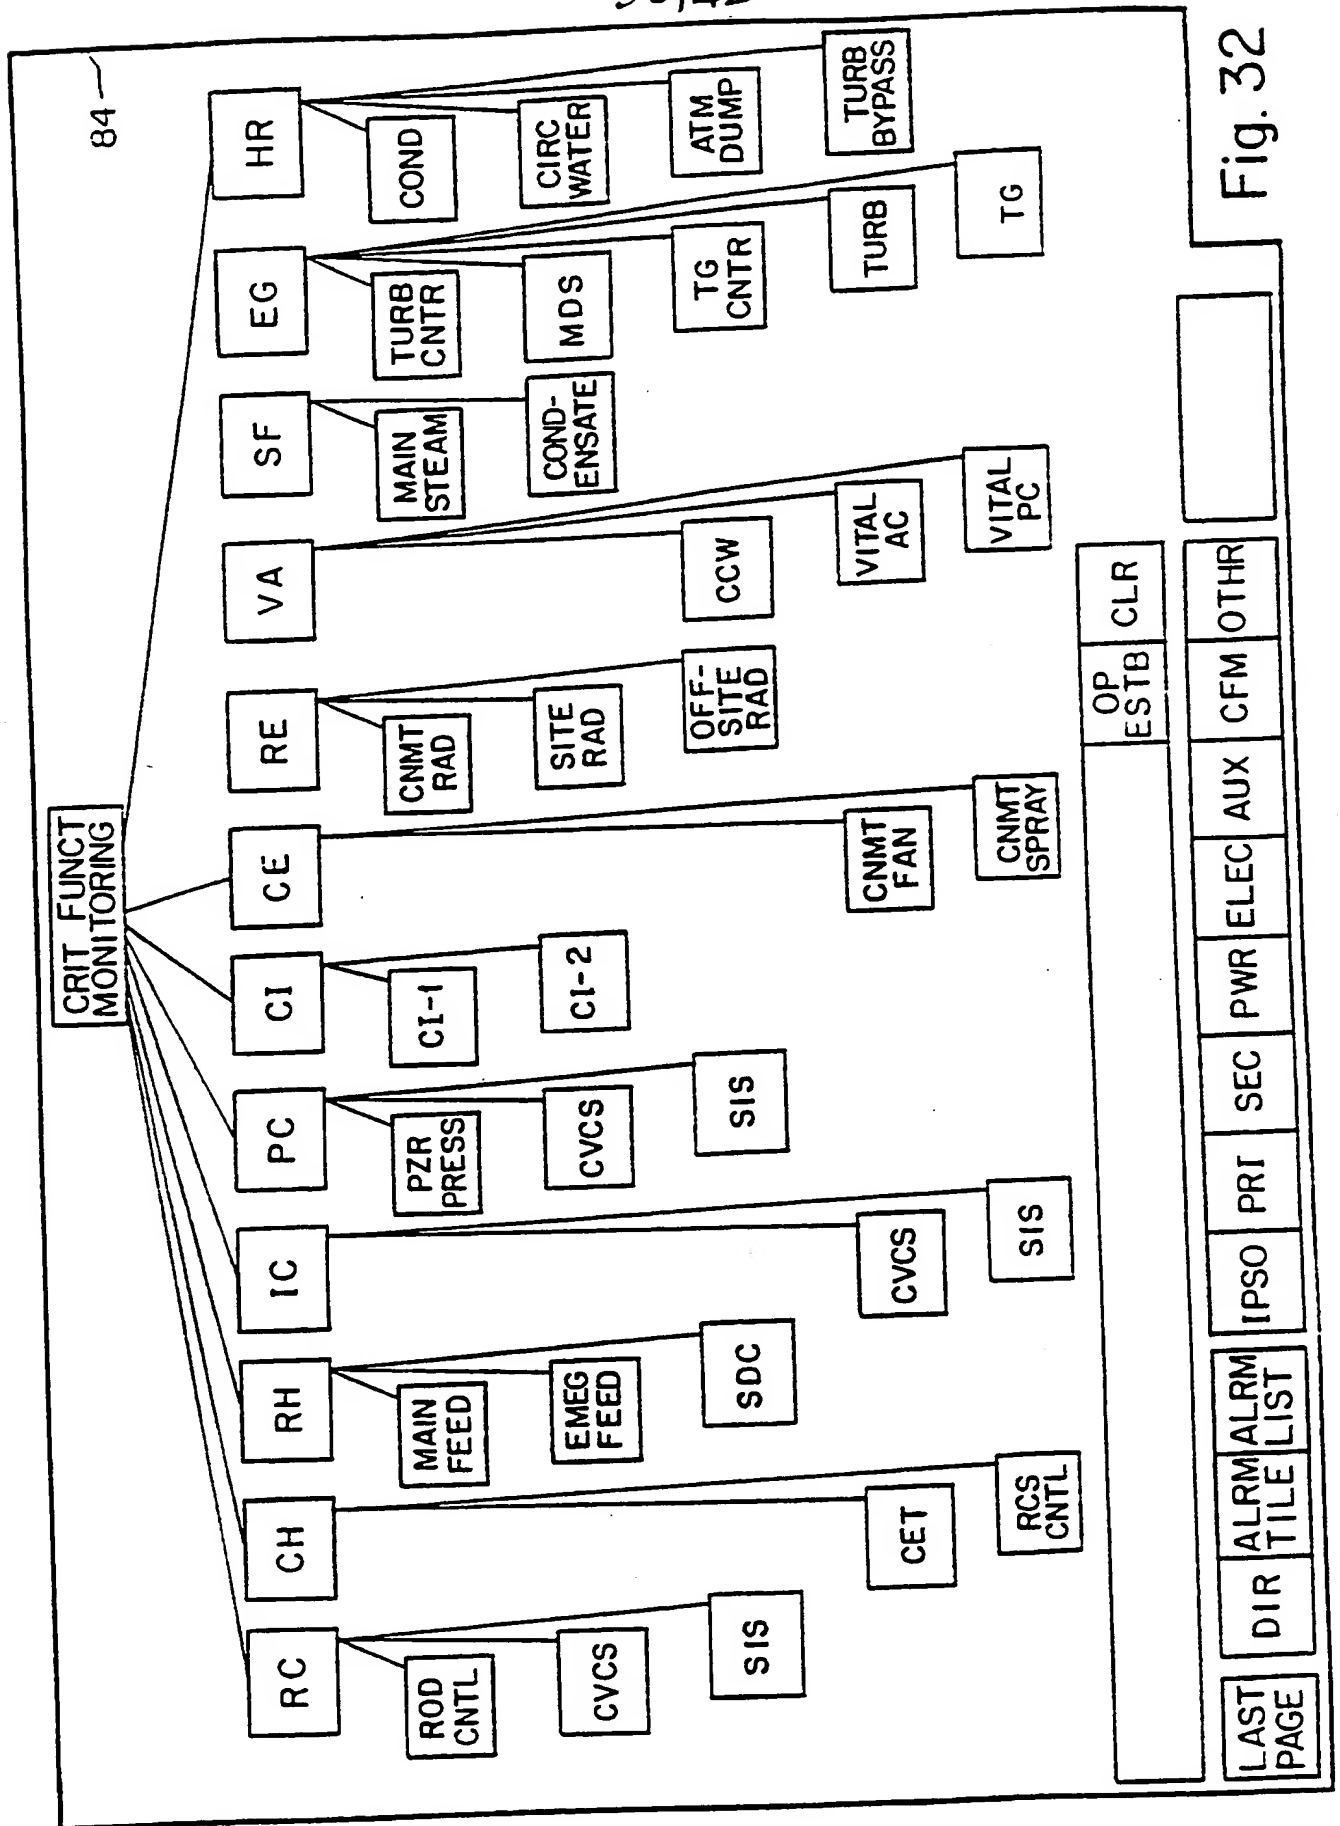 84
CRIT FUNCT
MONITORING
RC
CH
RH
IC
PC
CI
CE
RE
VA
SF
EG
HR
ROD
CNTL
CVCS
SIS
CET
RCS
CNTL
MAIN
FEED
EMEG
FEED
SDC
CVCS
SIS
PZR
PRESS
CVCS
SIS
CI-1
CI-2
CNMT
FAN
CNMT
SPRAY
CNMT
RAD
SITE
RAD
OFF-
SITE
RAD
CCW
VITAL
AC
VITAL
PC
MAIN
STEAM
COND-
ENSATE
TURB
CNTR
MDS
TG
CNTR
TURB
TG
COND
CIRC
WATER
ATM
DUMP
TURB
BYPASS
OP
ESTB
CLR
LAST
PAGE
DIR
ALRM
TILE
ALRM
LIST
IPSO
PRI
SEC
PWR
ELEC
AUX
CFM
OTHR
Fig. 32